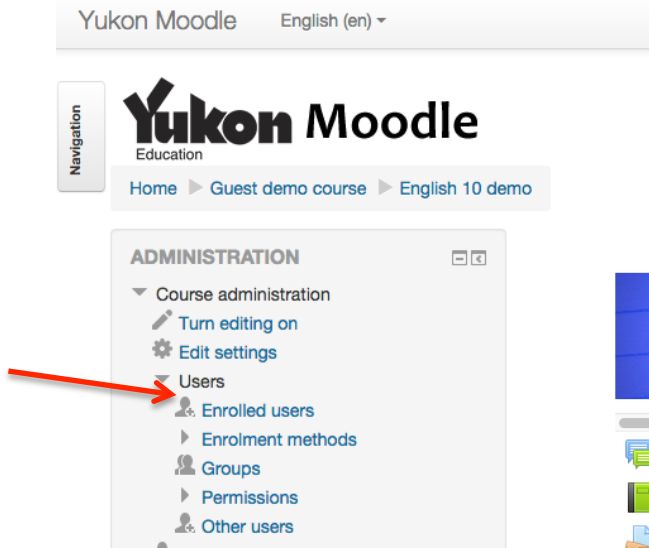 Yukon Moodle English (en)
Navigation
Yukon Moodle
Education
Home Guest demo course English 10 demo
ADMINISTRATION
Course administration
Turn editing on
Edit settings
Users
Enrolled users
Enrolment methods
Groups
Permissions
Other users